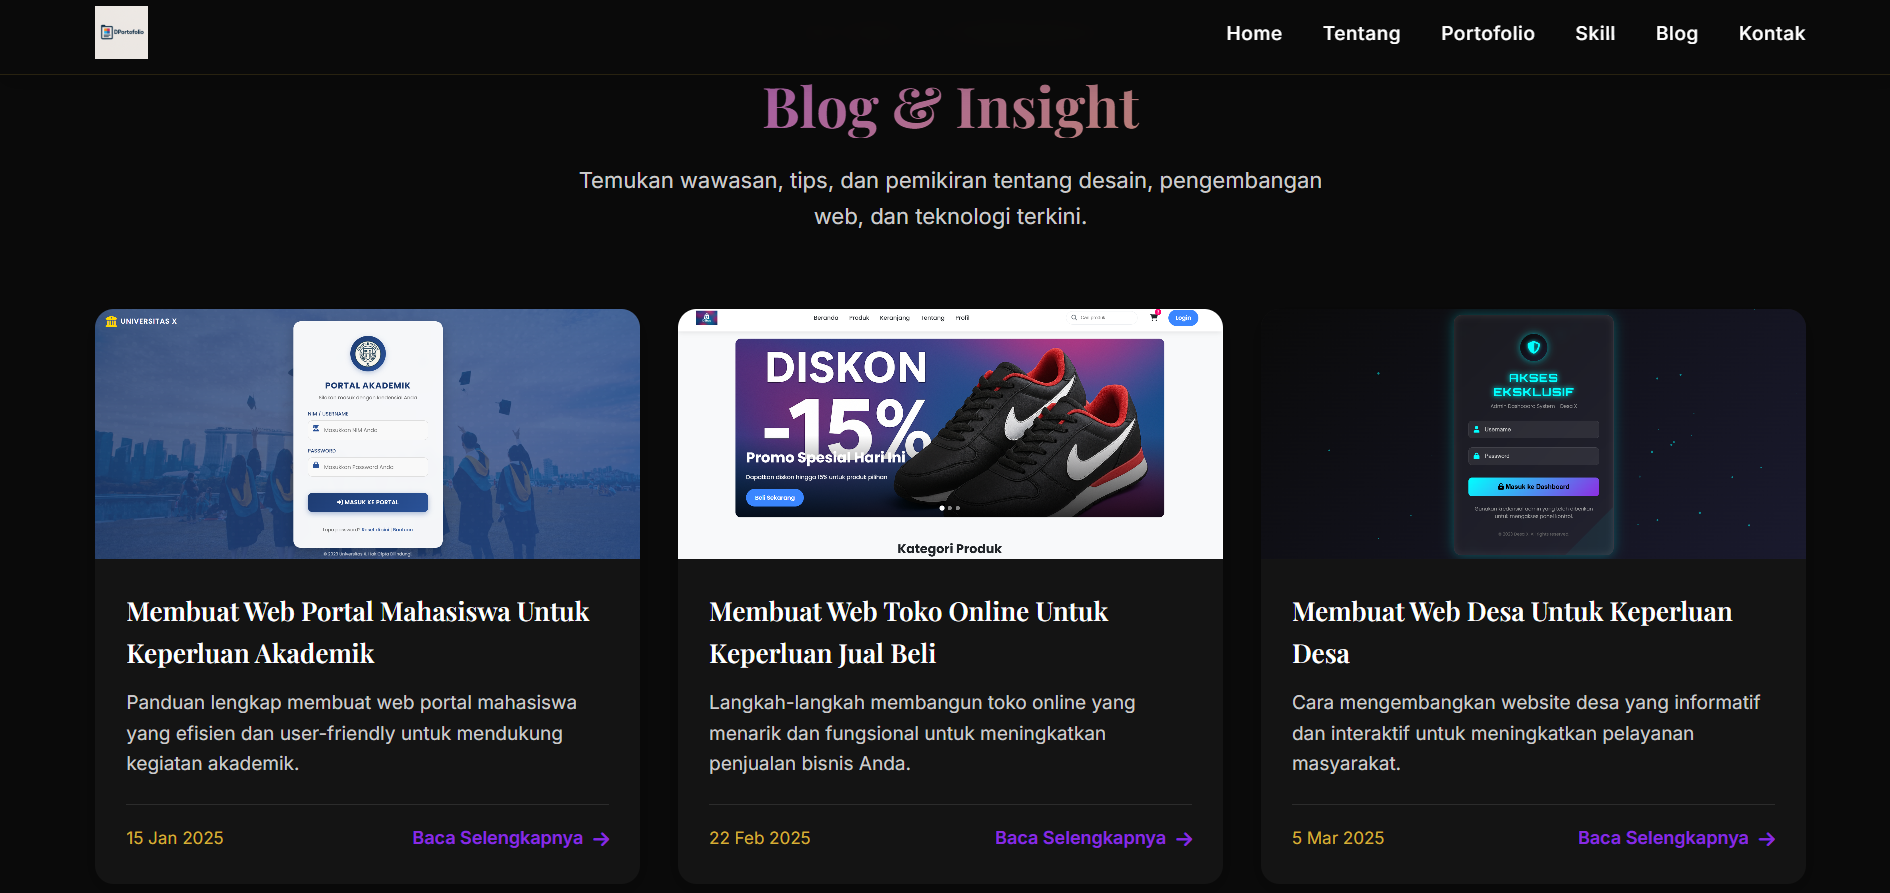 DPortofolio
Home Tentang Portofolio Skill Blog Kontak
Blog & Insight
Temukan wawasan, tips, dan pemikiran tentang desain, pengembangan
web, dan teknologi terkini.
UNIVERSITAS X
PORTAL AKADEMIK
NIM / USERNAME
Masukkan NIM Anda
PASSWORD
Masukkan Password Anda
MASUK KE PORTAL
Beranda Produk Keranjang Tentang Profil
Login
DISKON
-15%
Promo Spesial Hari Ini
Dapatkan diskon hingga 15% untuk produk pilihan
Beli Sekarang
Kategori Produk
AKSES
EKSKLUSIF
Admin Dashboard System - Desa X
Username
Password
Masuk ke Dashboard
Membuat Web Portal Mahasiswa Untuk
Keperluan Akademik
Panduan lengkap membuat web portal mahasiswa
yang efisien dan user-friendly untuk mendukung
kegiatan akademik.
15 Jan 2025 Baca Selengkapnya →
Membuat Web Toko Online Untuk
Keperluan Jual Beli
Langkah-langkah membangun toko online yang
menarik dan fungsional untuk meningkatkan
penjualan bisnis Anda.
22 Feb 2025 Baca Selengkapnya →
Membuat Web Desa Untuk Keperluan
Desa
Cara mengembangkan website desa yang informatif
dan interaktif untuk meningkatkan pelayanan
masyarakat.
5 Mar 2025 Baca Selengkapnya →